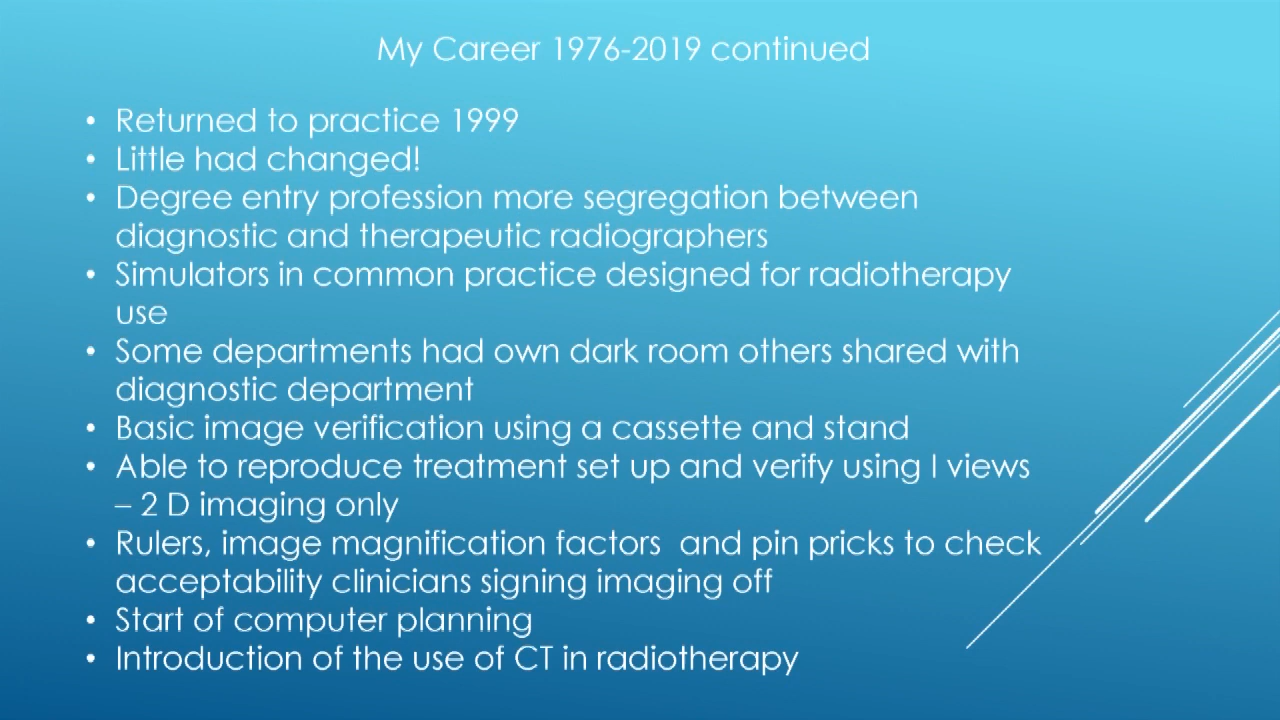 My Career 1976-2019 continued
• Returned to practice 1999
• Little had changed!
• Degree entry profession more segregation between
diagnostic and therapeutic radiographers
• Simulators in common practice designed for radiotherapy
use
• Some departments had own dark room others shared with
diagnostic department
• Basic image verification using a cassette and stand
• Able to reproduce treatment set up and verify using I views
– 2 D imaging only
• Rulers, image magnification factors  and pin pricks to check
acceptability clinicians signing imaging off
• Start of computer planning
• Introduction of the use of CT in radiotherapy